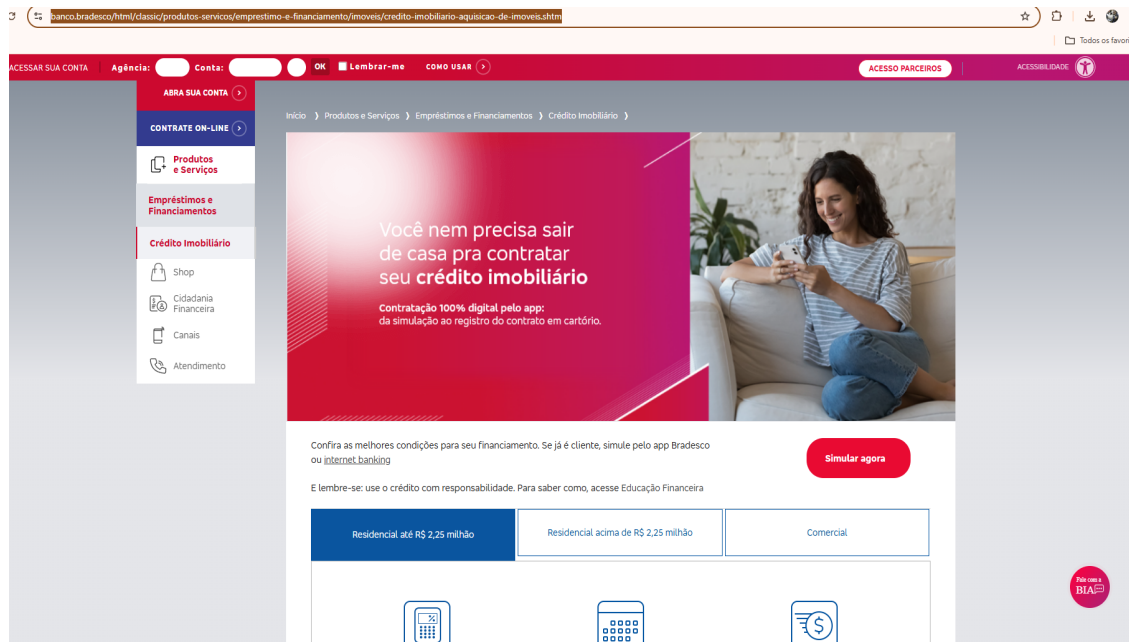 banco.bradesco/html/classic/produtos-servicos/emprestimo-e-financiamento/imoveis/credito-imobiliario-aquisicao-de-imoveis.shtm
Todos os favori
ACESSAR SUA CONTA
Agência:
Conta:
OK
Lembrar-me
COMO USAR
ACESSO PARCEIROS
ACESSIBILIDADE
ABRA SUA CONTA
CONTRATE ON-LINE
Produtos
e Serviços
Empréstimos e
Financiamentos
Crédito Imobiliário
Shop
Cidadania
Financeira
Canais
Atendimento
Início ❯ Produtos e Serviços ❯ Empréstimos e Financiamentos ❯ Crédito Imobiliário ❯
Você nem precisa sair
de casa pra contratar
seu crédito imobiliário
Contratação 100% digital pelo app:
da simulação ao registro do contrato em cartório.
Confira as melhores condições para seu financiamento. Se já é cliente, simule pelo app Bradesco
ou internet banking
Simular agora
E lembre-se: use o crédito com responsabilidade. Para saber como, acesse Educação Financeira
Residencial até R$ 2,25 milhão
Residencial acima de R$ 2,25 milhão
Comercial
Fale com a
BIA